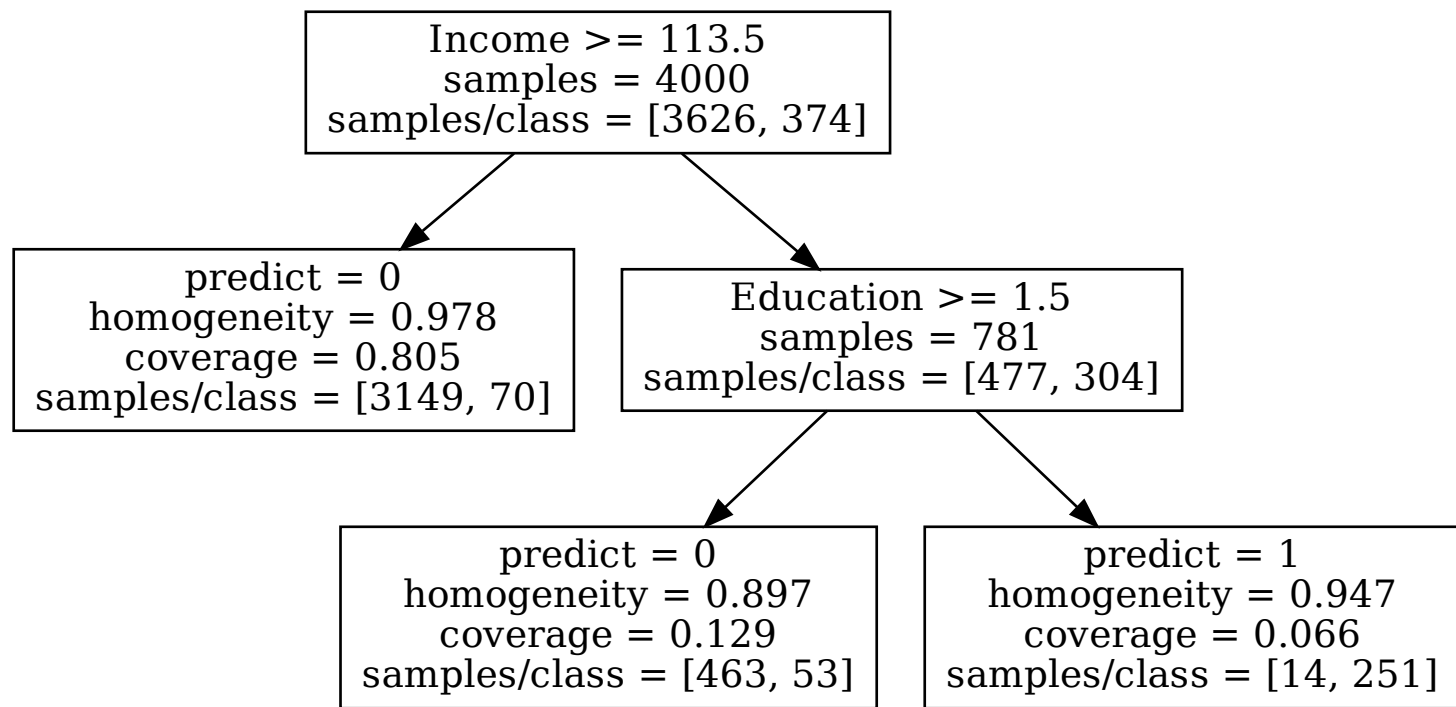 Income >= 113.5
samples = 4000
samples/class = [3626, 374]
predict = 0
homogeneity = 0.978
coverage = 0.805
samples/class = [3149, 70]
Education >= 1.5
samples = 781
samples/class = [477, 304]
predict = 0
homogeneity = 0.897
coverage = 0.129
samples/class = [463, 53]
predict = 1
homogeneity = 0.947
coverage = 0.066
samples/class = [14, 251]